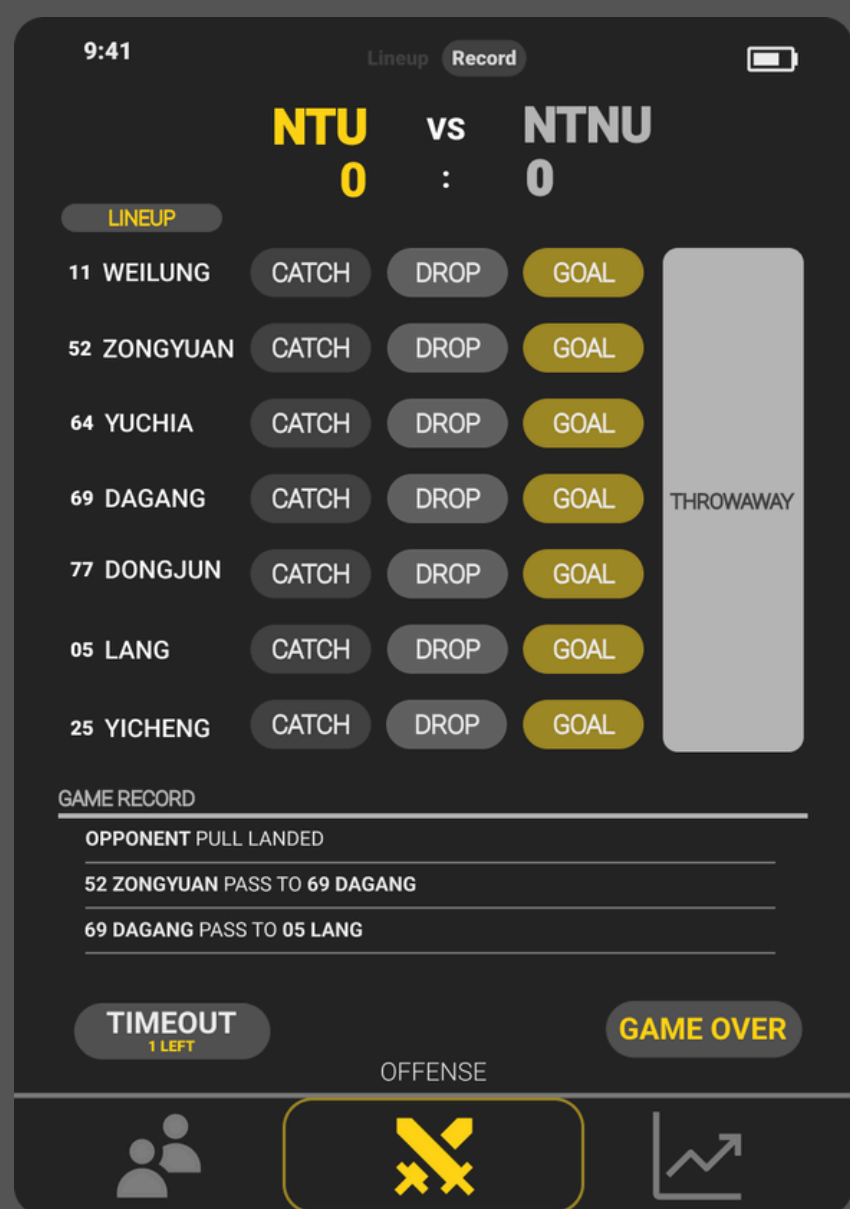 9:41
Lineup Record
NTU vs NTNU
0 : 0
LINEUP
11 WEILUNG CATCH DROP GOAL
52 ZONGYUAN CATCH DROP GOAL
64 YUCHIA CATCH DROP GOAL
69 DAGANG CATCH DROP GOAL THROWAWAY
77 DONGJUN CATCH DROP GOAL
05 LANG CATCH DROP GOAL
25 YICHENG CATCH DROP GOAL
GAME RECORD
OPPONENT PULL LANDED
52 ZONGYUAN PASS TO 69 DAGANG
69 DAGANG PASS TO 05 LANG
TIMEOUT GAME OVER
1 LEFT
OFFENSE